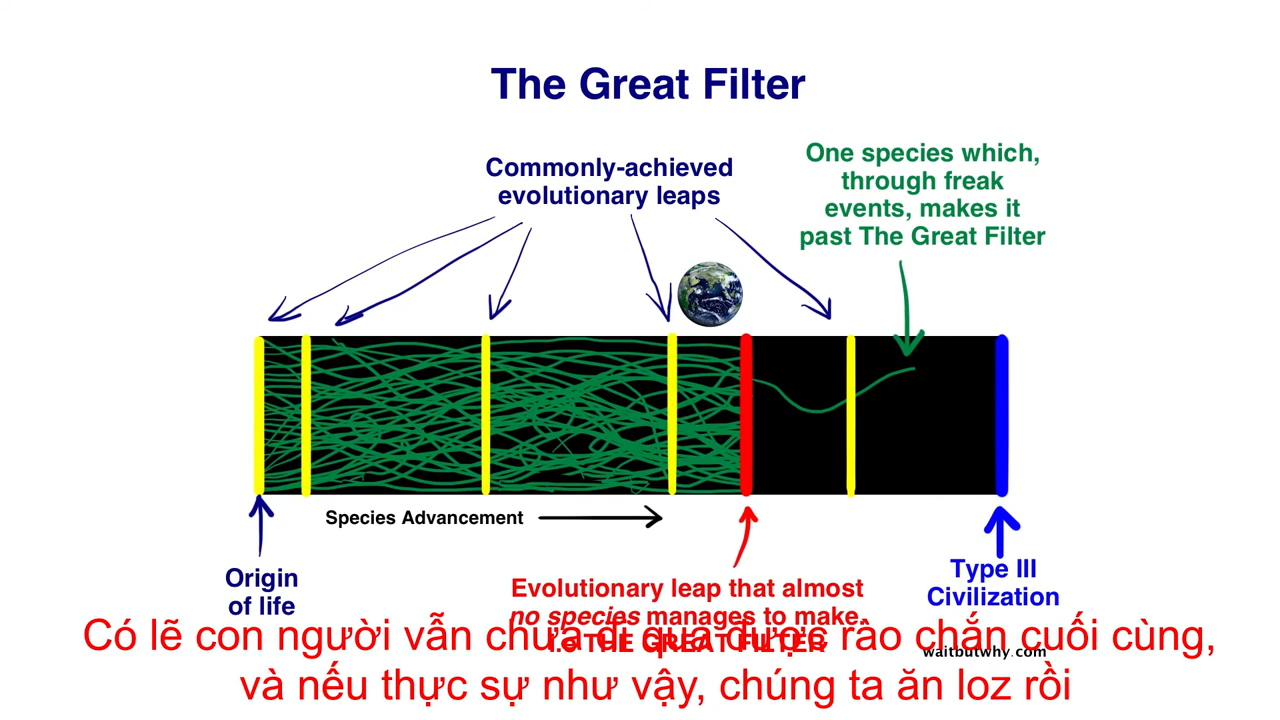 The Great Filter
Commonly-achieved
evolutionary leaps
One species which,
through freak
events, makes it
past The Great Filter
Species Advancement
Origin
of life
Evolutionary leap that almost
no species manages to make.
I.e THE GREAT FILTER
Type III
Civilization
waitbutwhy.com
Có lẽ con người vẫn chưa đi qua được rào chắn cuối cùng,
và nếu thực sự như vậy, chúng ta ăn loz rồi